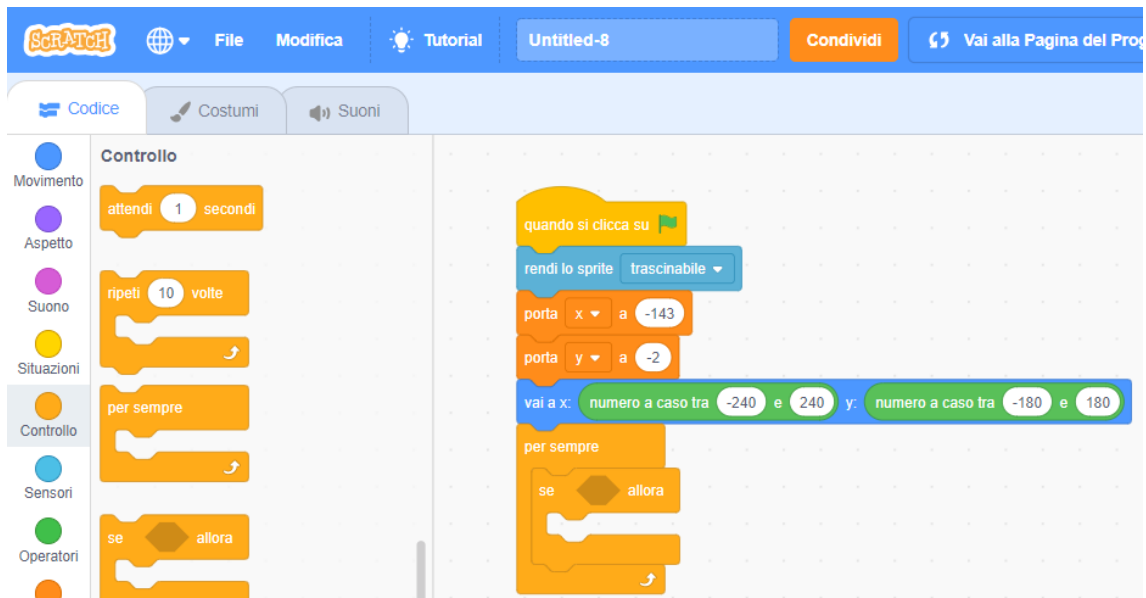 SCRATCH File Modifica Tutorial Untitled-8 Condividi Vai alla Pagina del Prog
Codice Costumi Suoni
Controllo
Movimento
Aspetto
Suono
Situazioni
Controllo
Sensori
Operatori
attendi 1 secondi
ripeti 10 volte
per sempre
se allora
quando si clicca su
rendi lo sprite trascinabile
porta x a -143
porta y a -2
vai a x: numero a caso tra -240 e 240 y: numero a caso tra -180 e 180
per sempre
se allora